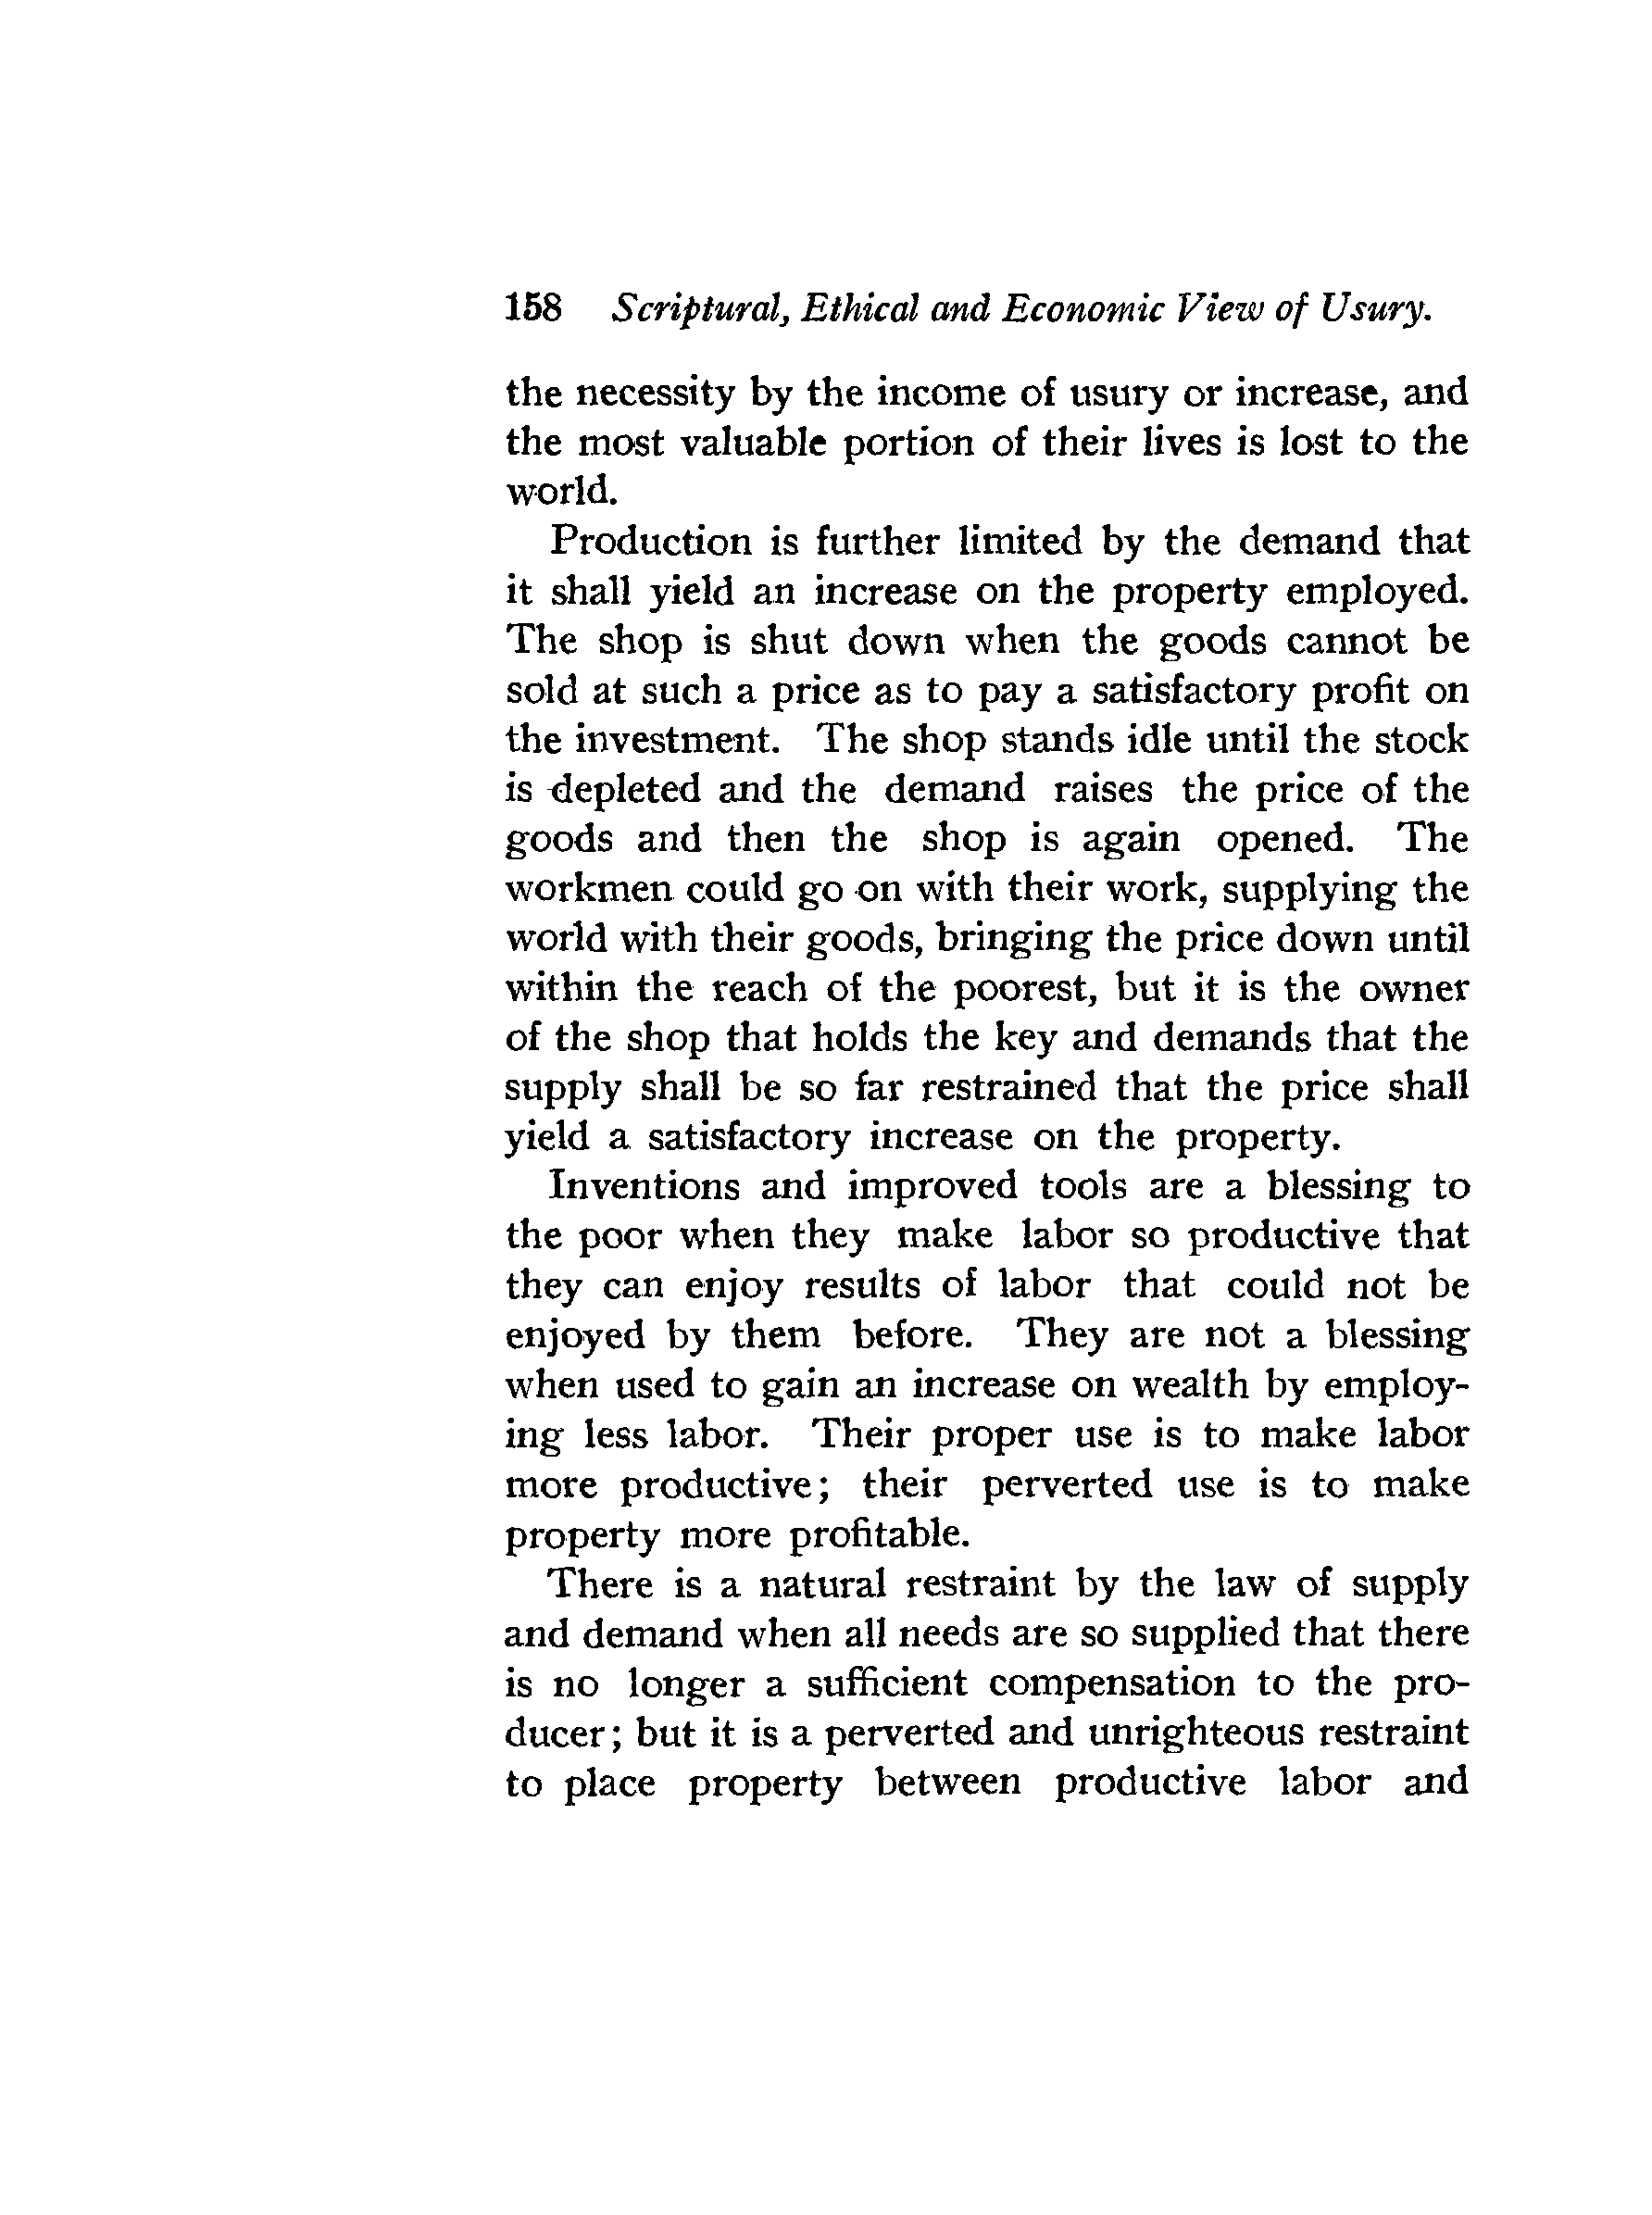 158 Scriptural, Ethical and Economic View of Usury.
the necessity by the income of usury or increase, and
the most valuable portion of their lives is lost to the
world.
Production is further limited by the demand that
it shall yield an increase on the property employed.
The shop is shut down when the goods cannot be
sold at such a price as to pay a satisfactory profit on
the investment. The shop stands idle until the stock
is depleted and the demand raises the price of the
goods and then the shop is again opened. The
workmen could go on with their work, supplying the
world with their goods, bringing the price down until
within the reach of the poorest, but it is the owner
of the shop that holds the key and demands that the
supply shall be so far restrained that the price shall
yield a satisfactory increase on the property.
Inventions and improved tools are a blessing to
the poor when they make labor so productive that
they can enjoy results of labor that could not be
enjoyed by them before. They are not a blessing
when used to gain an increase on wealth by employ-
ing less labor. Their proper use is to make labor
more productive; their perverted use is to make
property more profitable.
There is a natural restraint by the law of supply
and demand when all needs are so supplied that there
is no longer a sufficient compensation to the pro-
ducer; but it is a perverted and unrighteous restraint
to place property between productive labor and